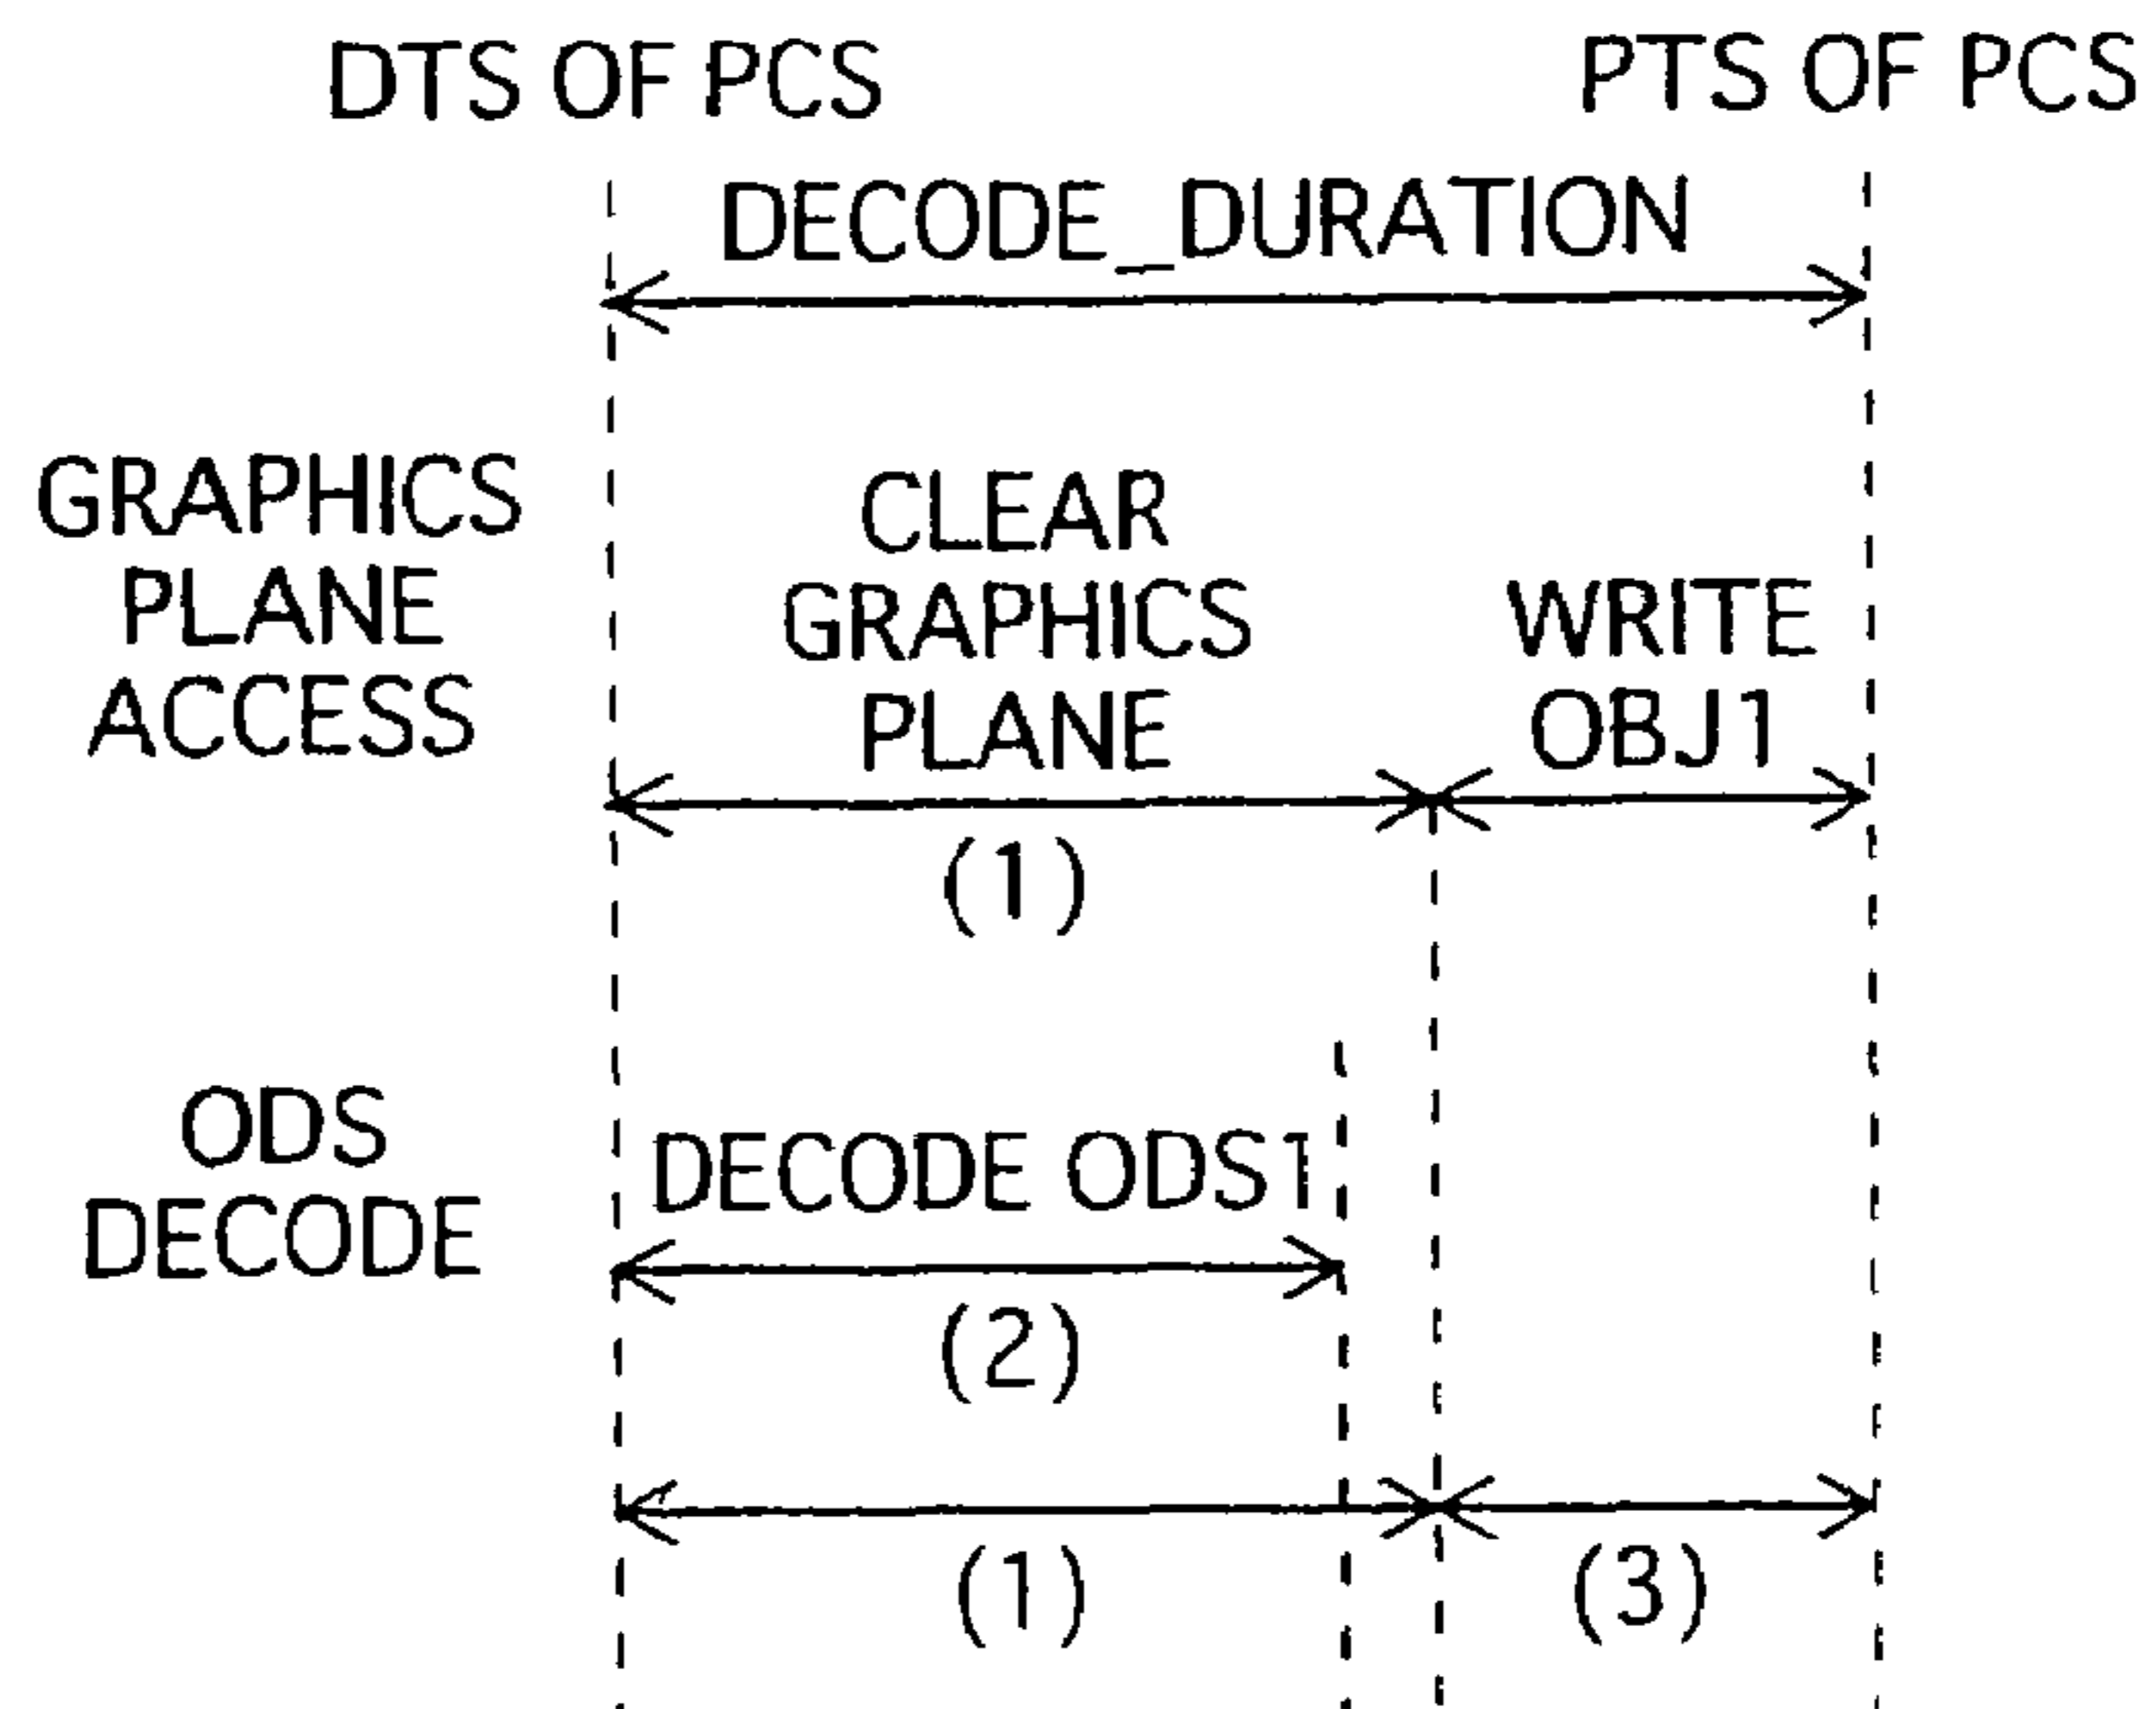 DTS OF PCS
PTS OF PCS
DECODE_DURATION
GRAPHICS
PLANE
ACCESS
CLEAR
GRAPHICS
PLANE
WRITE
OBJ1
(1)
ODS
DECODE
DECODE ODS1
(2)
(1)
(3)